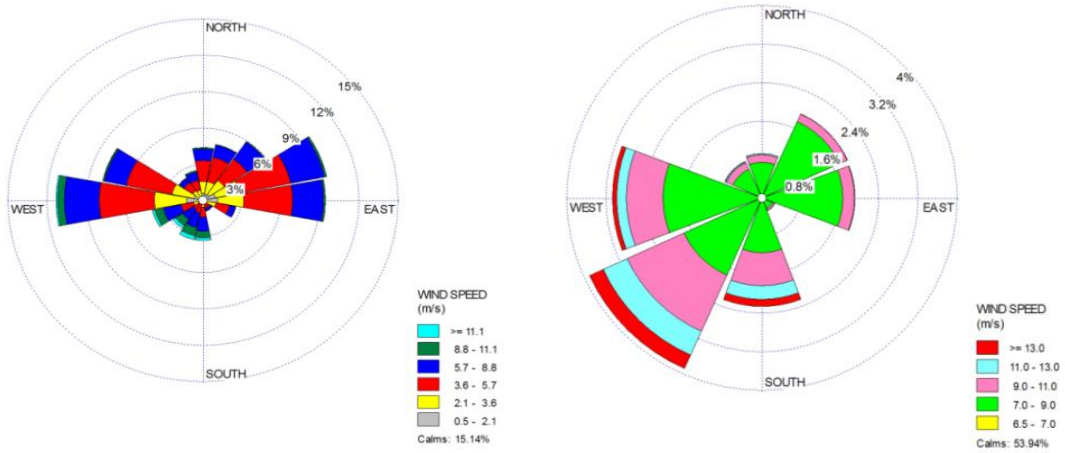 NORTH
15%
12%
9%
6%
3%
WEST
EAST
SOUTH
WIND SPEED
(m/s)
>= 11.1
8.8 - 11.1
5.7 - 8.8
3.6 - 5.7
2.1 - 3.6
0.5 - 2.1
Calms: 15.14%
NORTH
4%
3.2%
2.4%
1.6%
0.8%
WEST
EAST
SOUTH
WIND SPEED
(m/s)
>= 13.0
11.0 - 13.0
9.0 - 11.0
7.0 - 9.0
6.5 - 7.0
Calms: 53.94%